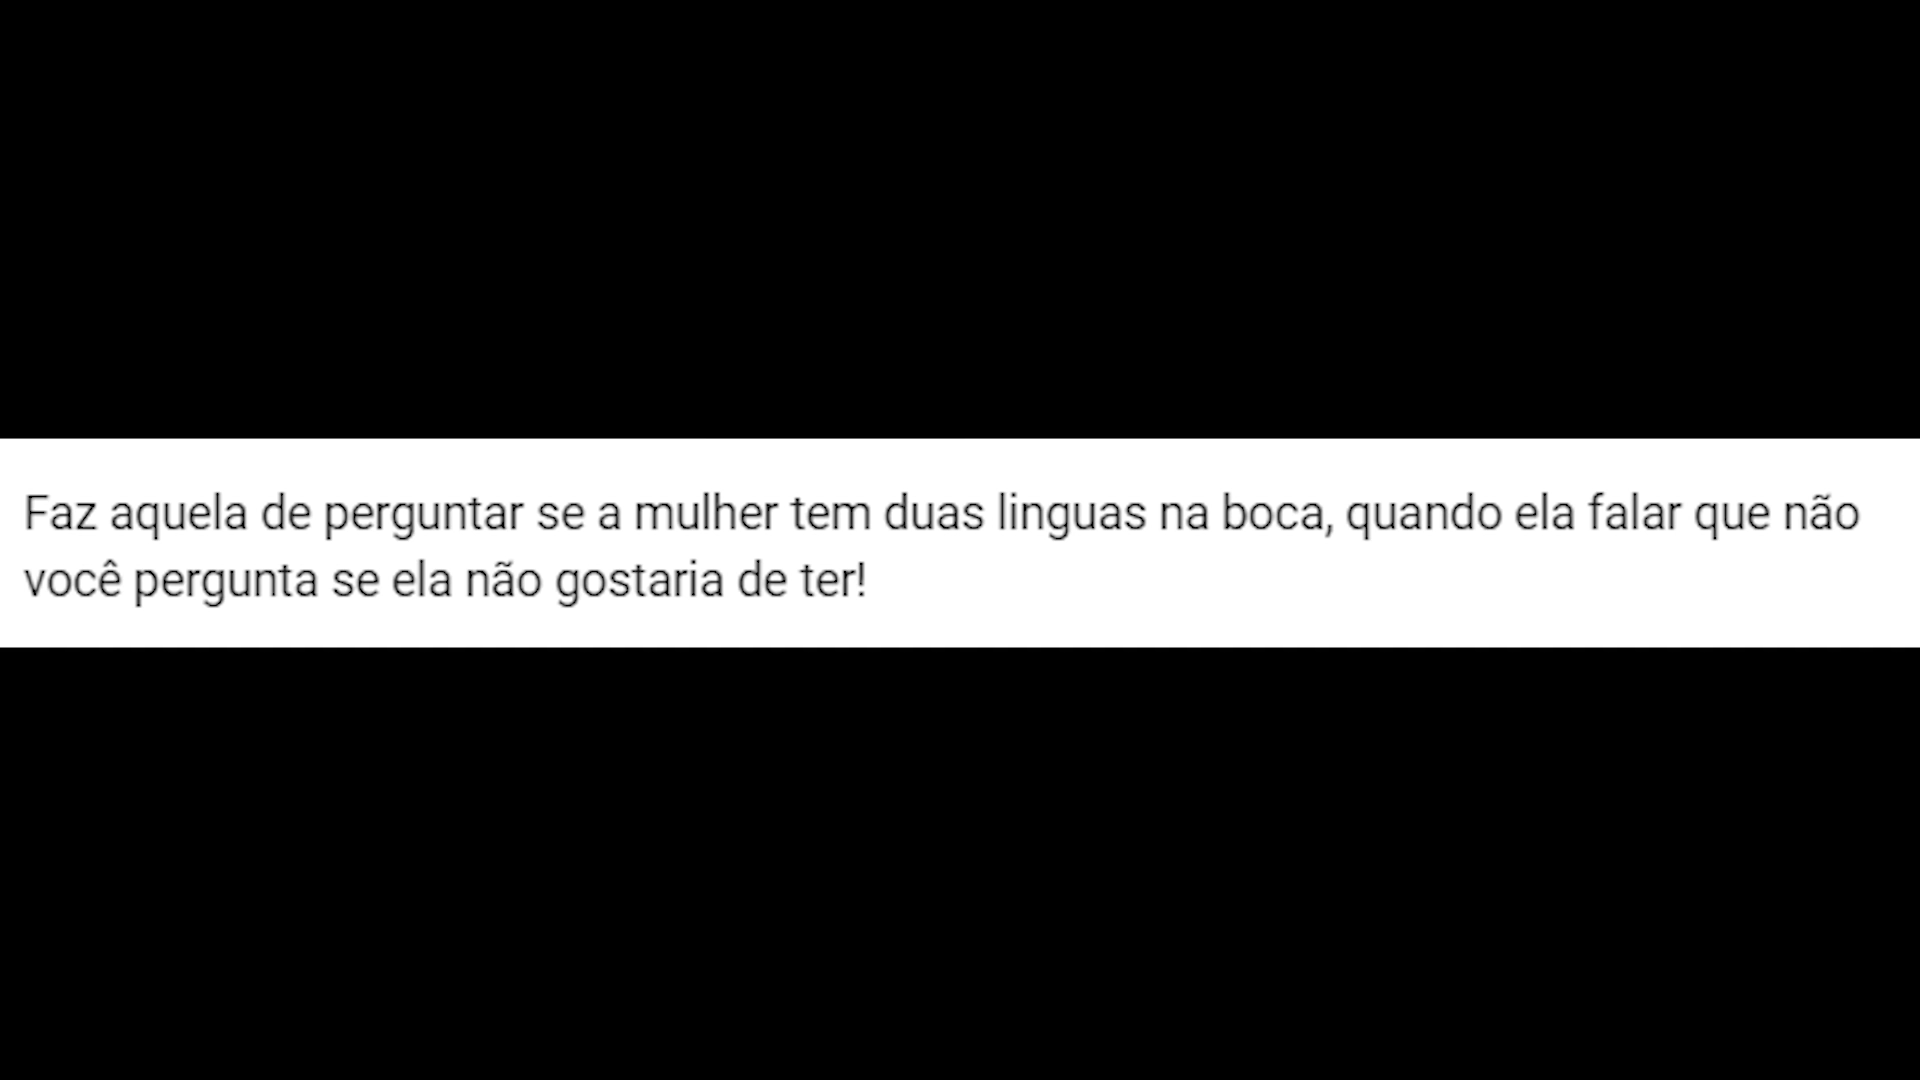 Faz aquela de perguntar se a mulher tem duas linguas na boca, quando ela falar que não
você pergunta se ela não gostaria de ter!